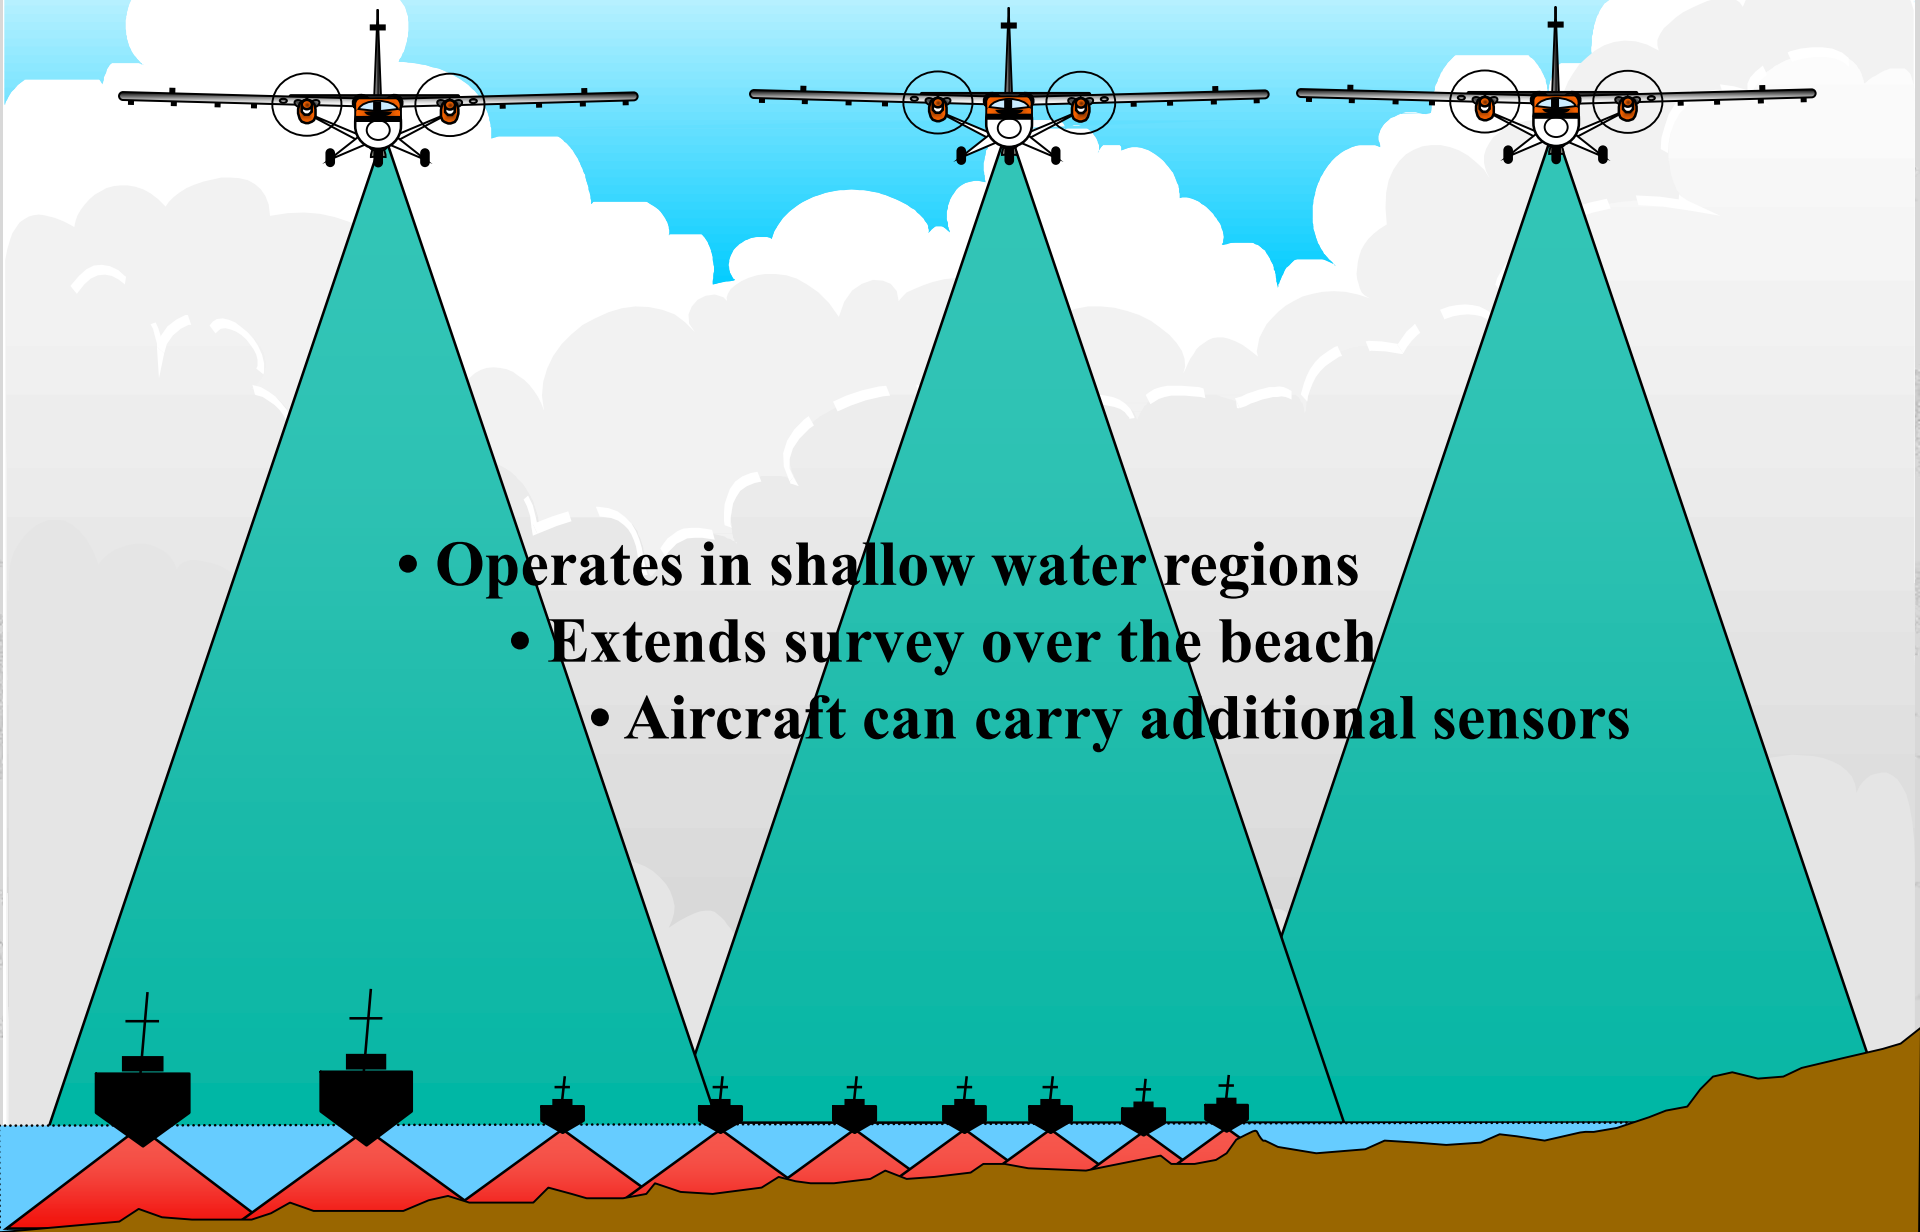 • Operates in shallow water regions
• Extends survey over the beach
• Aircraft can carry additional sensors